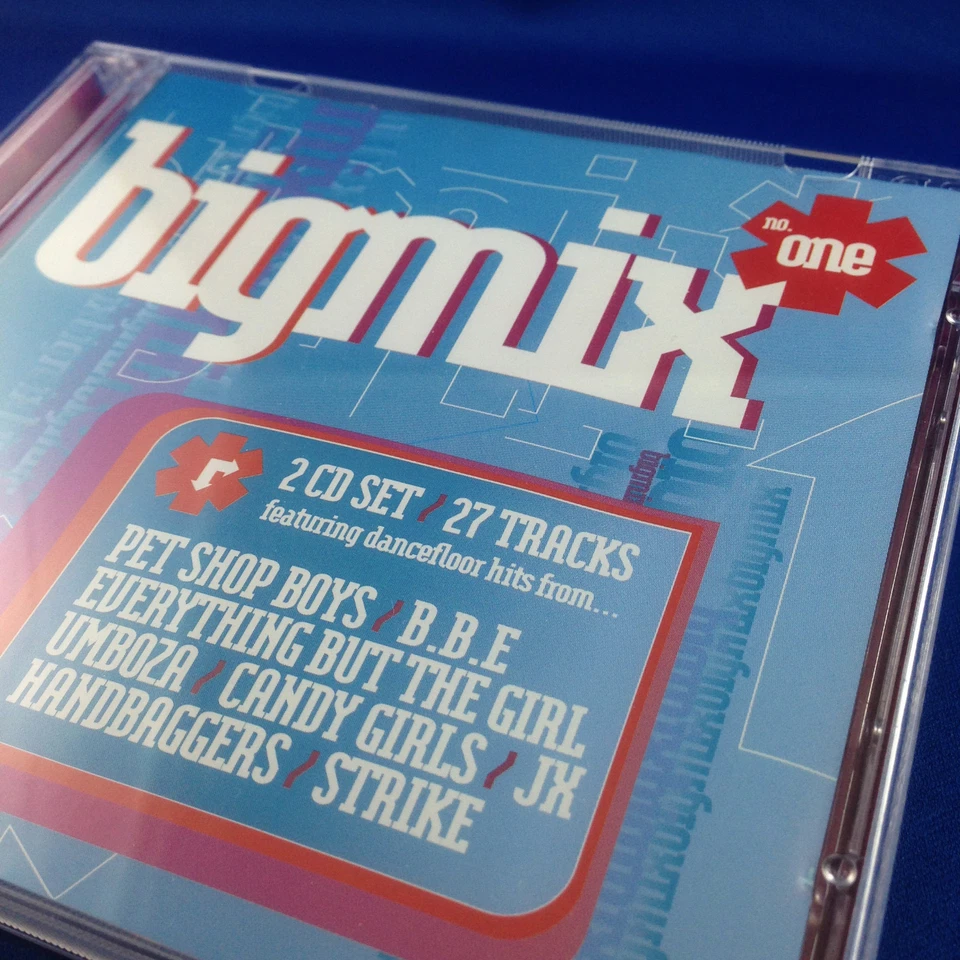 bigmix
no.
one
2 CD SET / 27 TRACKS
featuring dancefloor hits from...
PET SHOP BOYS / B.B.E
EVERYTHING BUT THE GIRL
UMBOZA / CANDY GIRLS / JX
HANDBAGGERS / STRIKE